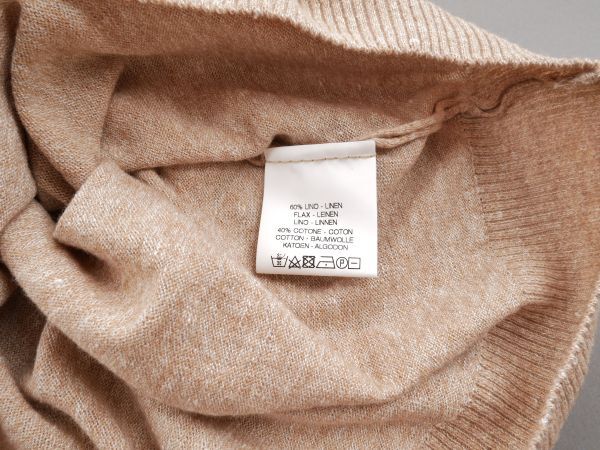 60% LINO - LINEN
FLAX - LEINEN
LINO - LINNEN
40% COTONE - COTON
COTTON - BAUMWOLLE
KATOEN - ALGODON